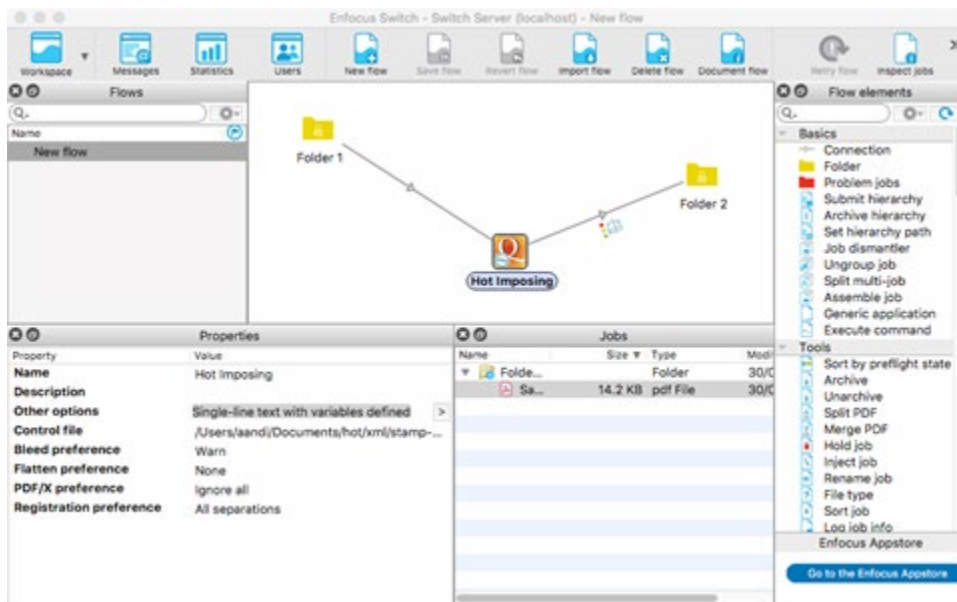 Enfocus Switch - Switch Server (localhost) - New flow
Workspace Messages Statistics Users New flow Save flow Revert flow Import flow Delete flow Document flow Retry flow Inspect jobs
Flows
Name
New flow
Folder 1
Folder 2
Hot Imposing
Flow elements
Basics
Connection
Folder
Problem jobs
Submit hierarchy
Archive hierarchy
Set hierarchy path
Job dismantler
Ungroup job
Split multi-job
Assemble job
Generic application
Execute command
Tools
Sort by preflight state
Archive
Unarchive
Split PDF
Merge PDF
Hold job
Inject job
Rename job
File type
Sort job
Log job info
Enfocus Appstore
Go to the Enfocus Appstore
Properties
Property Value
Name Hot Imposing
Description
Other options Single-line text with variables defined >
Control file /Users/aandi/Documents/hot/xml/stamp-...
Bleed preference Warn
Flatten preference None
PDF/X preference Ignore all
Registration preference All separations
Jobs
Name Size Type Modi
Folde... Folder 30/0
Sa... 14.2 KB pdf File 30/0